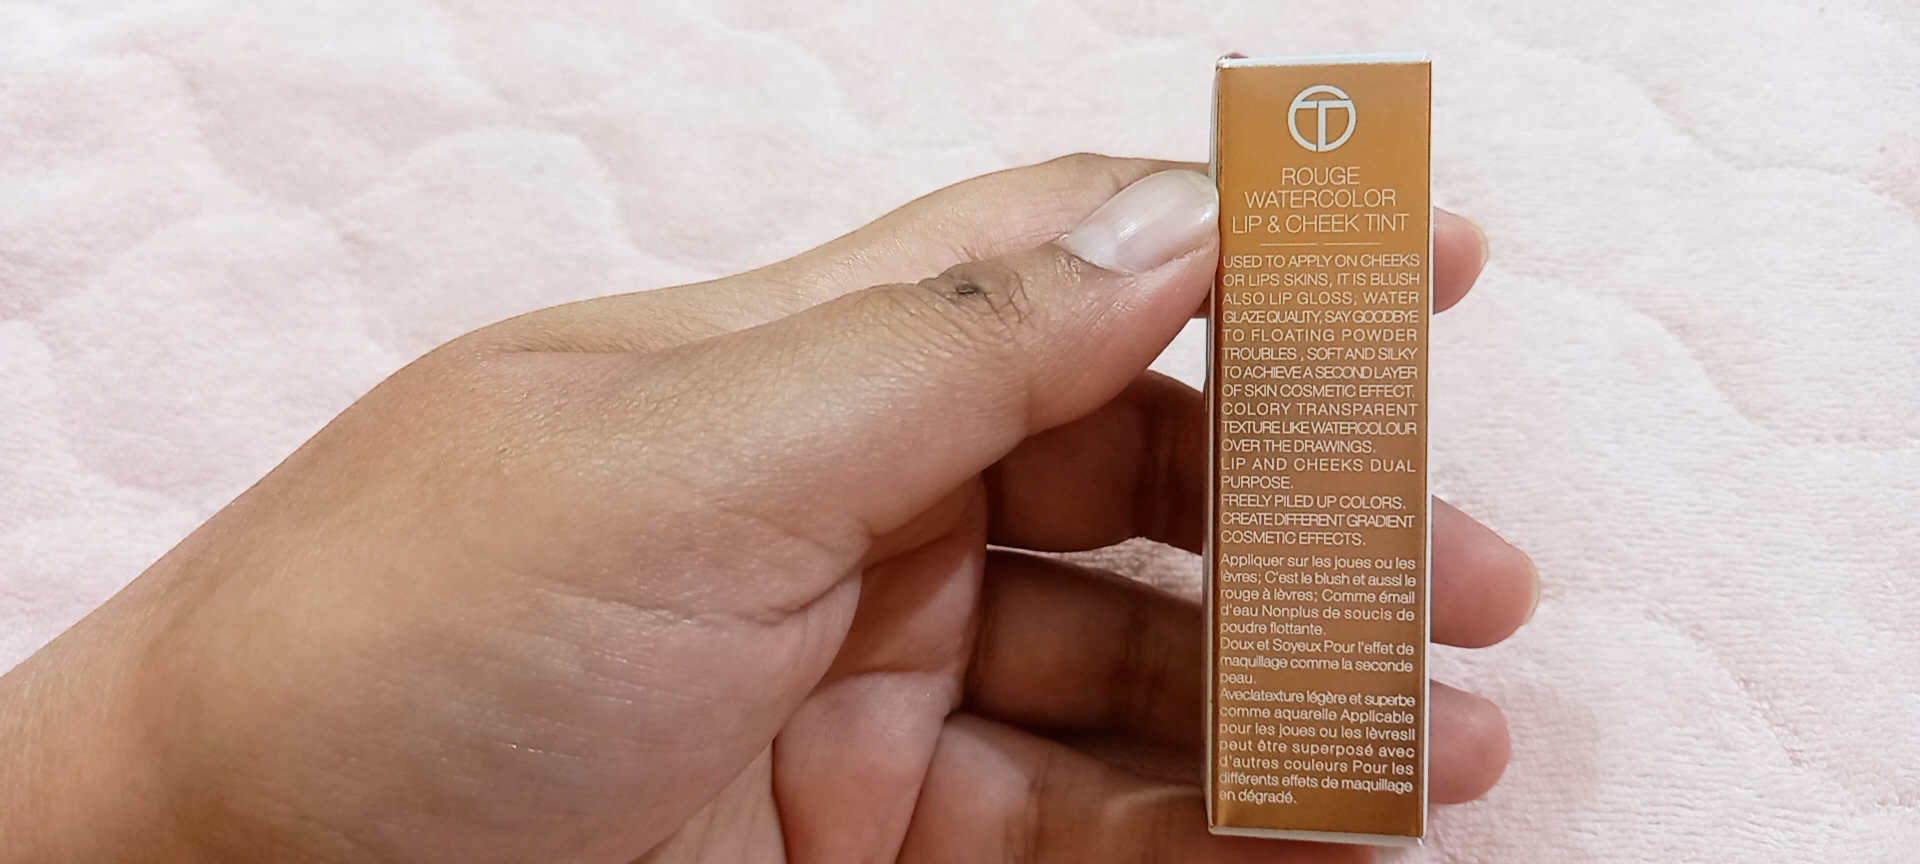 ROUGE
WATERCOLOR
LIP & CHEEK TINT
USED TO APPLY ON CHEEKS
OR LIPS SKINS, IT IS BLUSH
ALSO LIP GLOSS; WATER
GLAZE QUALITY, SAY GOODBYE
TO FLOATING POWDER
TROUBLES , SOFT AND SILKY
TO ACHIEVE A SECOND LAYER
OF SKIN COSMETIC EFFECT.
COLORY TRANSPARENT
TEXTURE LIKE WATERCOLOUR
OVER THE DRAWINGS.
LIP AND CHEEKS DUAL
PURPOSE.
FREELY PILED UP COLORS.
CREATE DIFFERENT GRADIENT
COSMETIC EFFECTS.
Appliquer sur les joues ou les
lèvres; C'est le blush et aussi le
rouge à lèvres; Comme émail
d'eau Nonplus de soucis de
poudre flottante.
Doux et Soyeux Pour l'effet de
maquillage comme la seconde
peau.
Aveclatexture légère et superbe
comme aquarelle Applicable
pour les joues ou les lèvresIl
peut être superposé avec
d'autres couleurs Pour les
différents effets de maquillage
en dégradé.